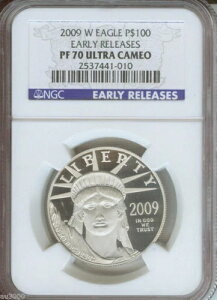 2009 W EAGLE P$100
EARLY RELEASES
PF 70 ULTRA CAMEO
2537441-010
NGC EARLY RELEASES
LIBERTY
2009
IN GOD
WE TRUST
su3009